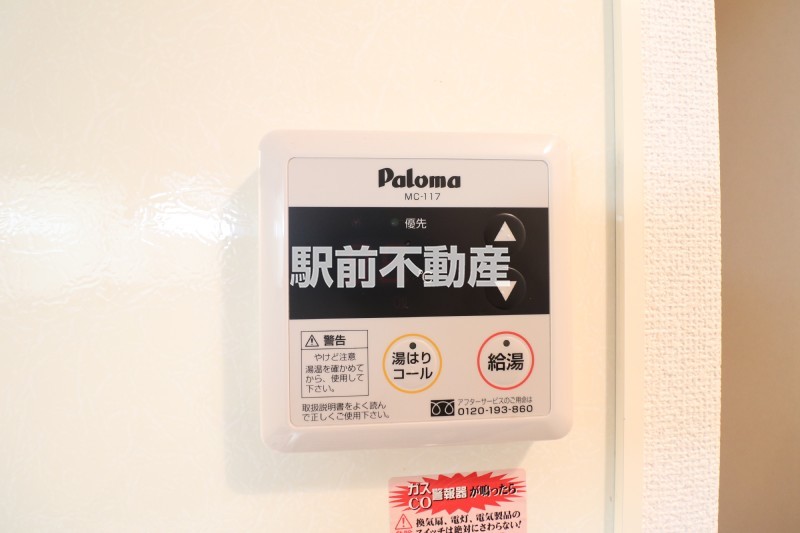 Paloma
MC-117
優先
駅前不動産
警告
やけど注意
湯温を確かめて
から、使用して
下さい。
取扱説明書をよく読ん
で正しくご使用下さい。
湯はり
コール
給湯
アフターサービスのご用命は
0120-193-860
ガス
CO
警報器が鳴ったら
換気扇、電灯、電気製品の
スイッチは絶対にさわらない!